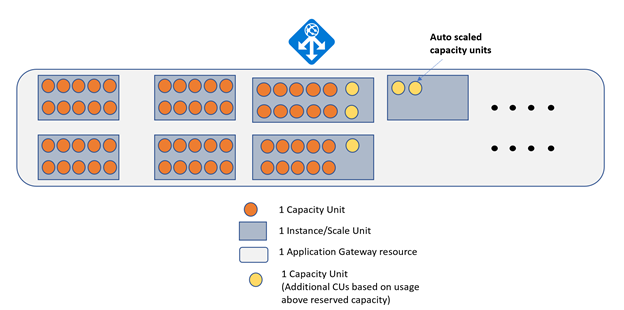 Auto scaled
capacity units
1 Capacity Unit
1 Instance/Scale Unit
1 Application Gateway resource
1 Capacity Unit
(Additional CUs based on usage
above reserved capacity)